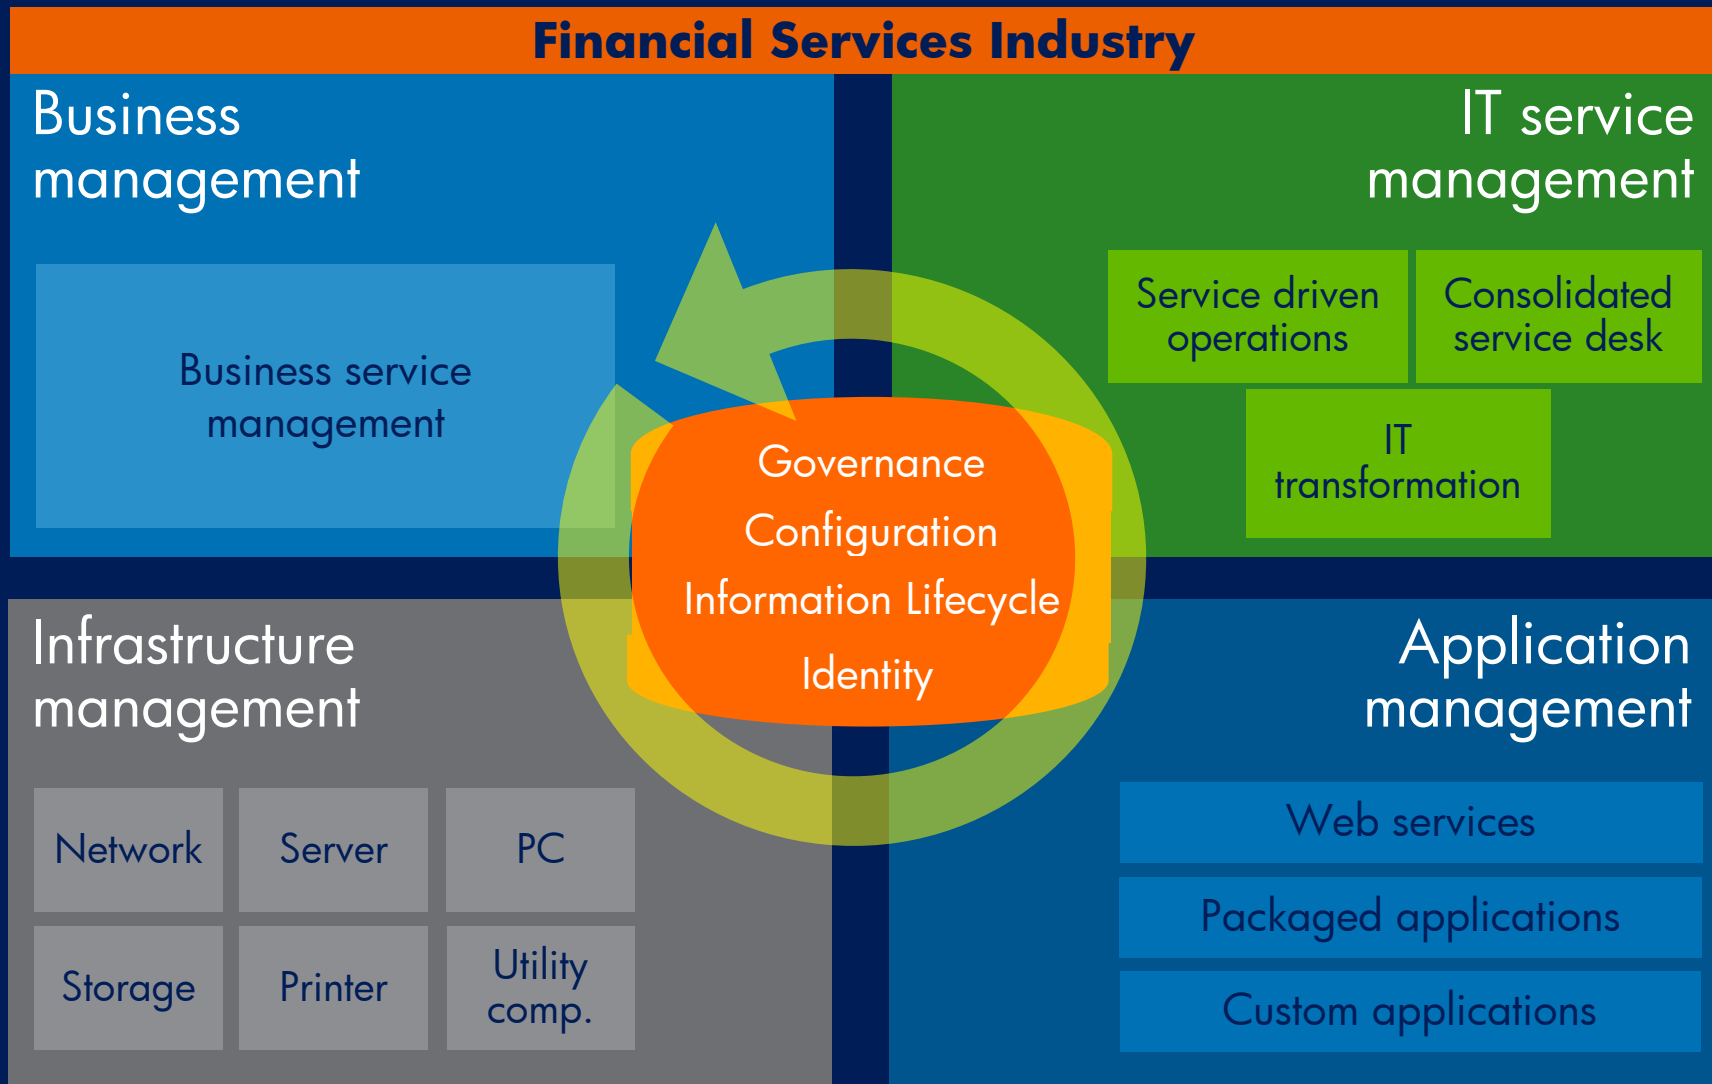 Financial Services Industry
Business
management
Business service
management
IT service
management
Service driven
operations
Consolidated
service desk
IT
transformation
Governance
Configuration
Information Lifecycle
Identity
Infrastructure
management
Network
Server
PC
Storage
Printer
Utility
comp.
Application
management
Web services
Packaged applications
Custom applications